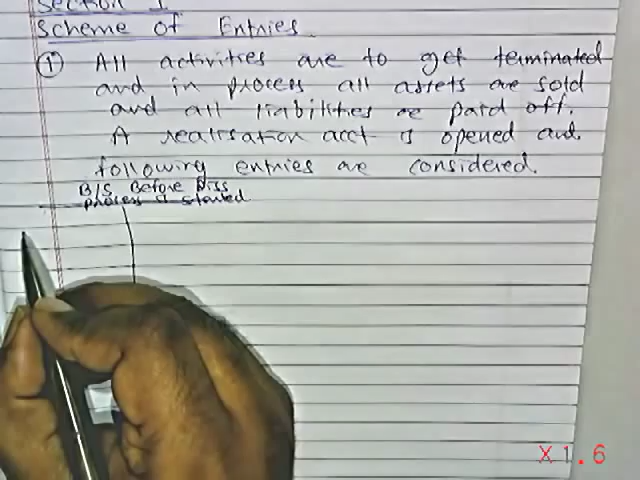 Section 1
Scheme of Entries
① All activities are to get terminated
and in process all assets are sold
and all liabilities are paid off.
A realisation acct is opened and
following entries are considered.
B/S Before Diss
process is started
X1.6